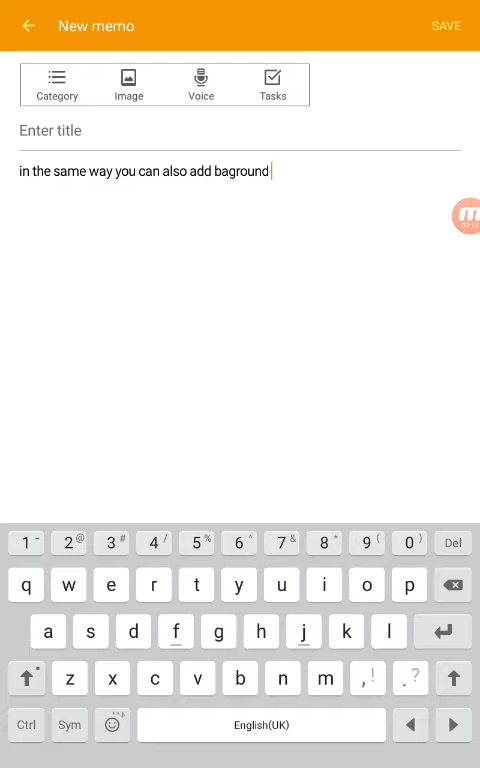 New memo
SAVE
Category Image Voice Tasks
Enter title
in the same way you can also add baground
1 - 2 @ 3 # 4 / 5 % 6 ^ 7 & 8 * 9 ( 0 ) Del
q w e r t y u i o p
a s d f g h j k l
z x c v b n m , ! . ?
Ctrl Sym English(UK)